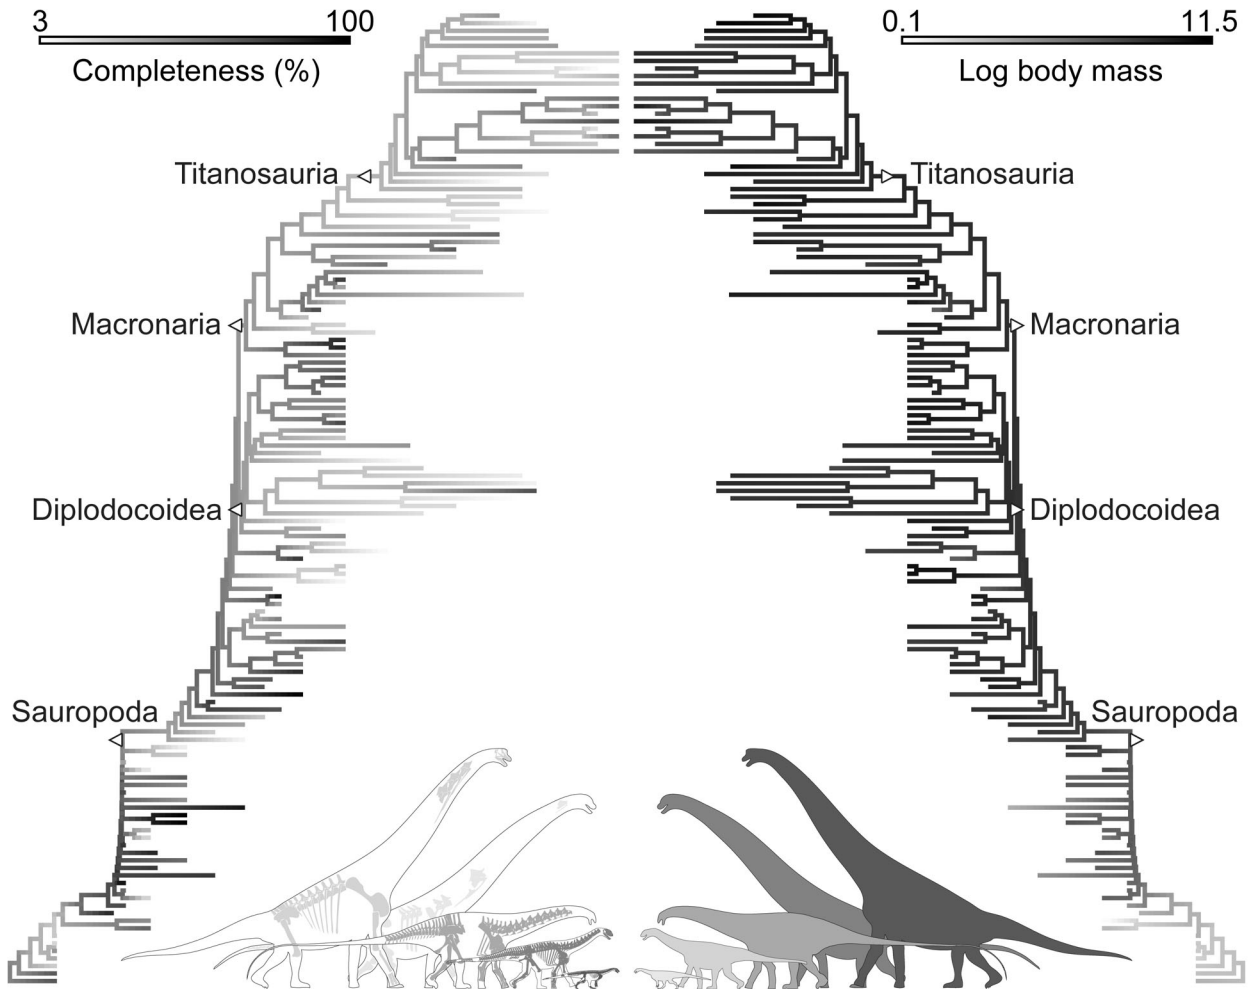 3 100 0.1 11.5
Completeness (%) Log body mass
Titanosauria Titanosauria
Macronaria Macronaria
Diplodocoidea Diplodocoidea
Sauropoda Sauropoda